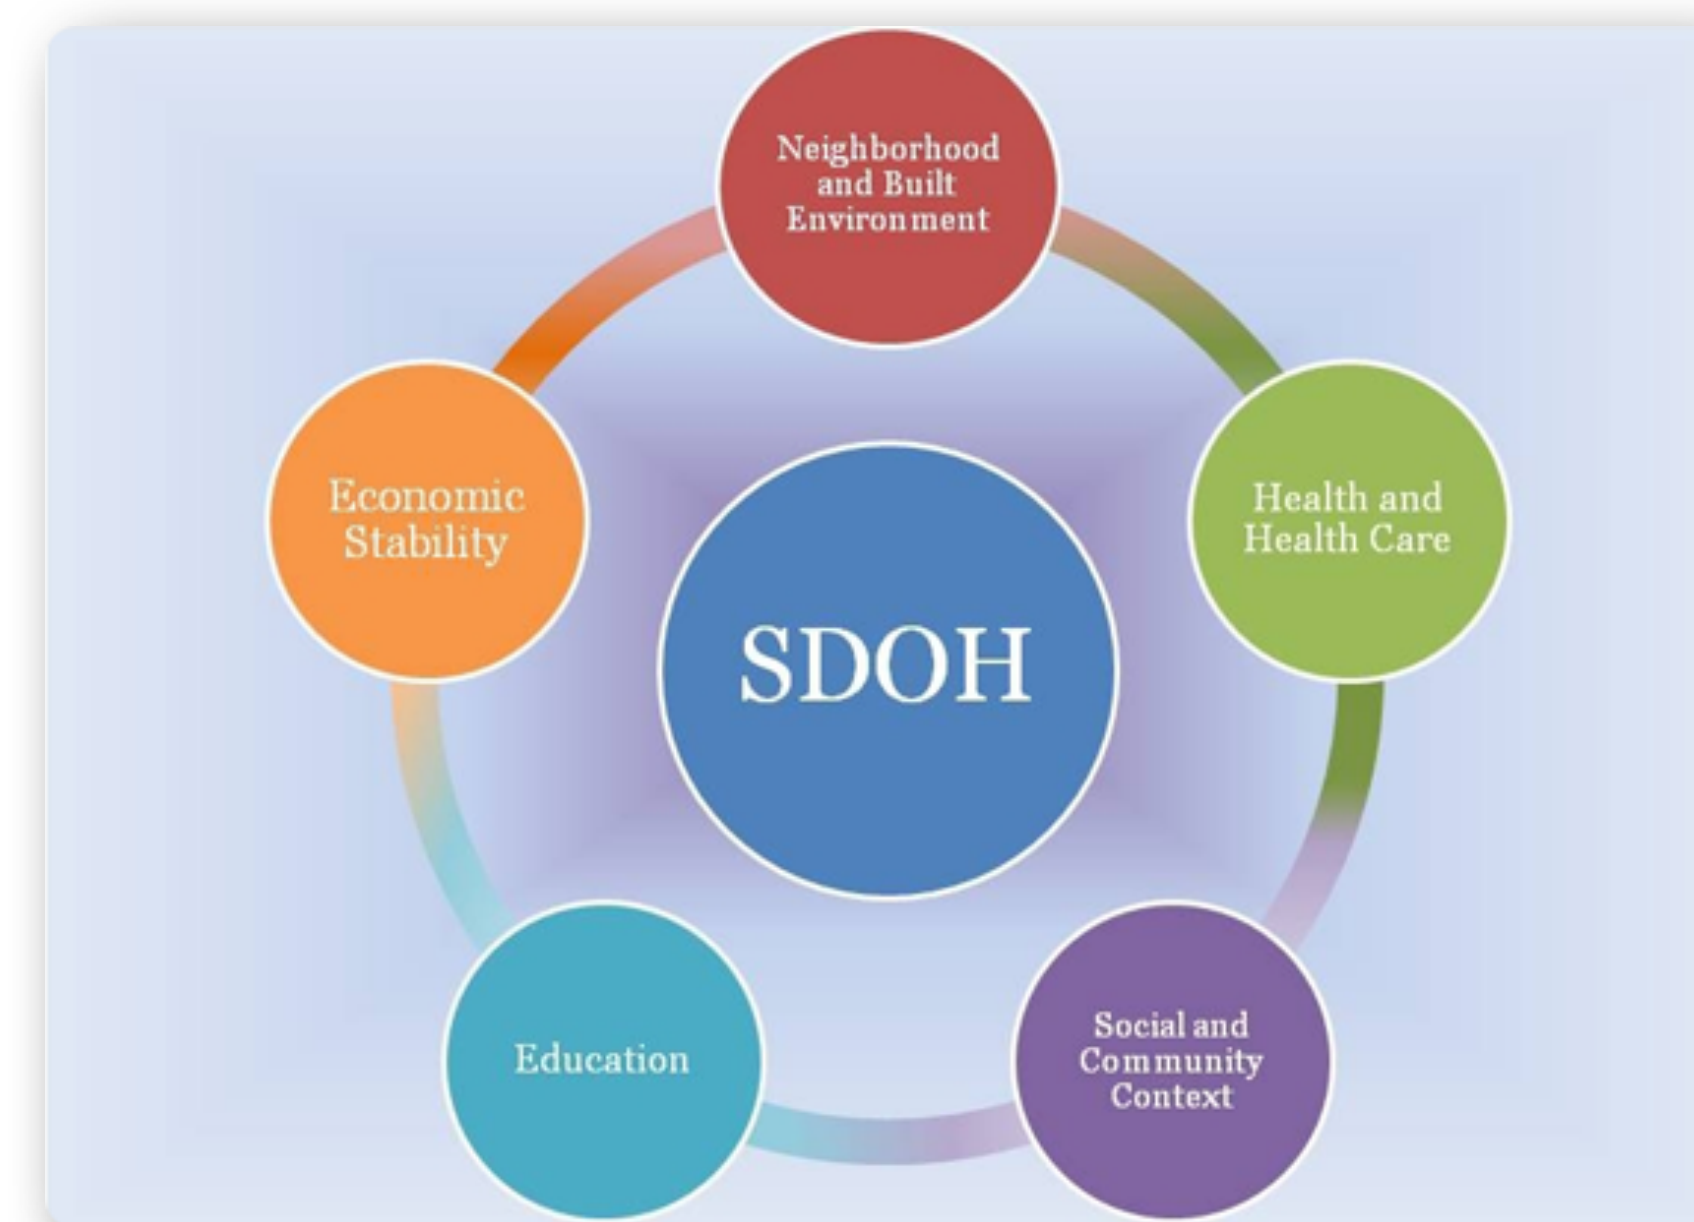 Neighborhood
and Built
Environment
Economic
Stability
Health and
Health Care
SDOH
Education
Social and
Community
Context